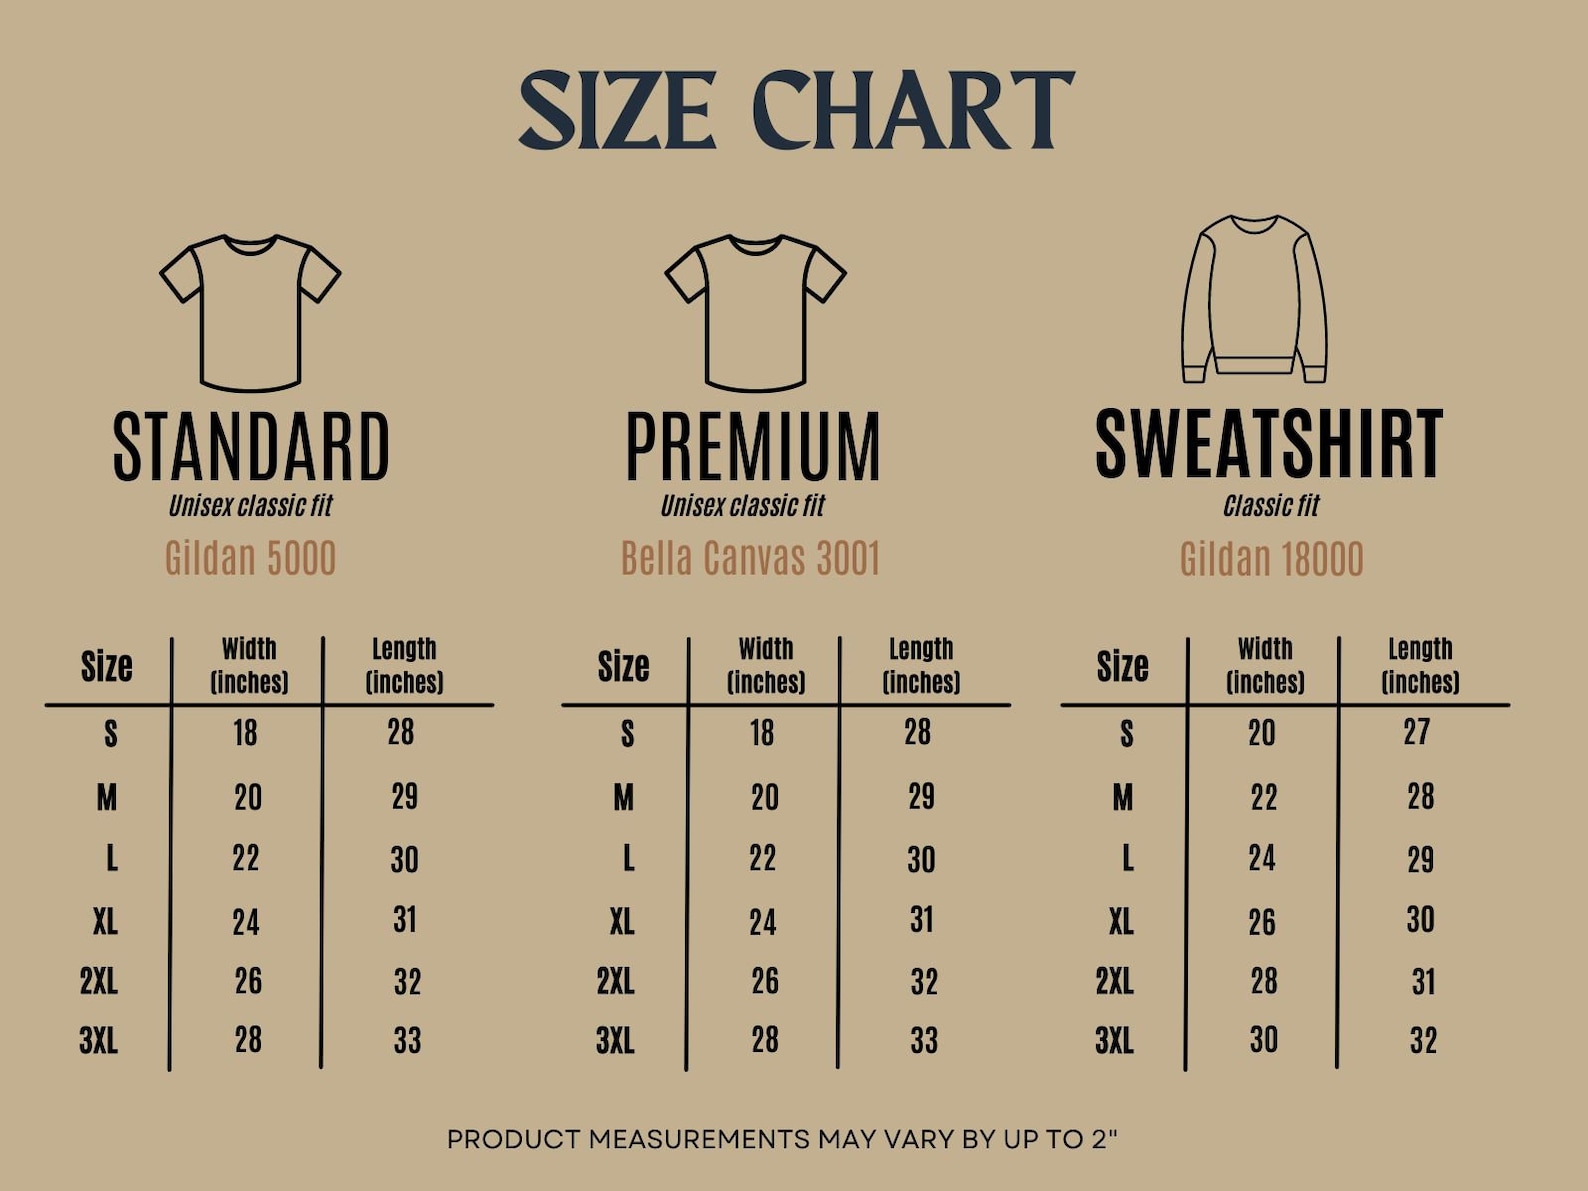 SIZE CHART
STANDARD
Unisex classic fit
Gildan 5000
Size Width (inches) Length (inches)
S 18 28
M 20 29
L 22 30
XL 24 31
2XL 26 32
3XL 28 33
PREMIUM
Unisex classic fit
Bella Canvas 3001
Size Width (inches) Length (inches)
S 18 28
M 20 29
L 22 30
XL 24 31
2XL 26 32
3XL 28 33
SWEATSHIRT
Classic fit
Gildan 18000
Size Width (inches) Length (inches)
S 20 27
M 22 28
L 24 29
XL 26 30
2XL 28 31
3XL 30 32
PRODUCT MEASUREMENTS MAY VARY BY UP TO 2"